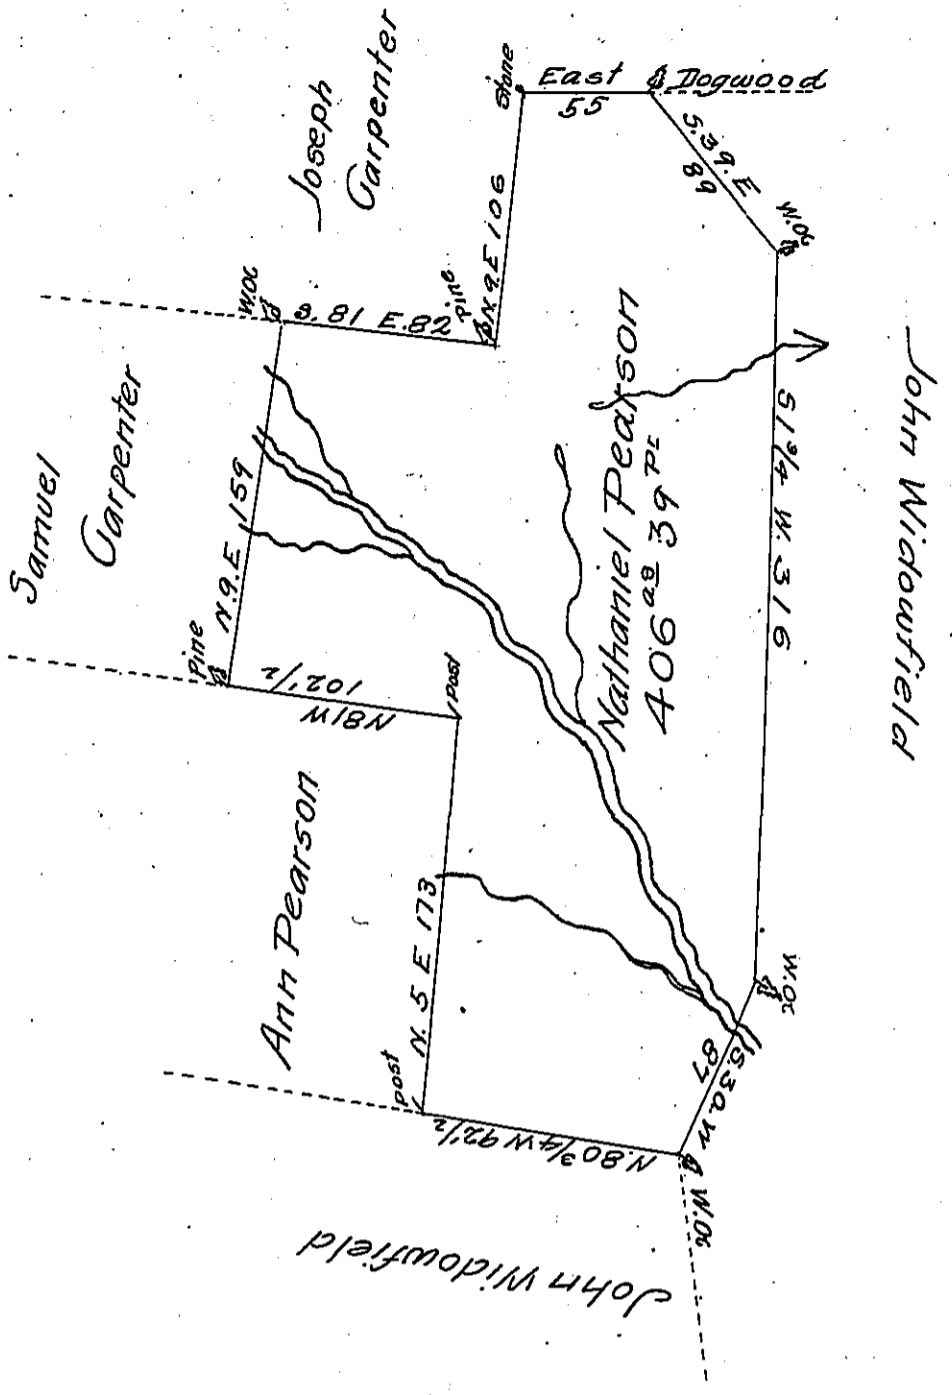 Joseph
Carpenter
Stone
East
55
Dogwood
S.39.E
89
W.oc
John Widowfield
S 1 3/4 W. 316
W.oc
S.30.W
87
W.oc
John Widowfield
N.80 3/4 W 92 1/2
post
N. 5 E 173
Ann Pearson
post
N81W
102 1/2
Pine
N.9.E 159
Samuel
Carpenter
W.oc
S. 81 E.82
Pine
N.9.E 106
Nathaniel Pearson
406 as 39 Ps